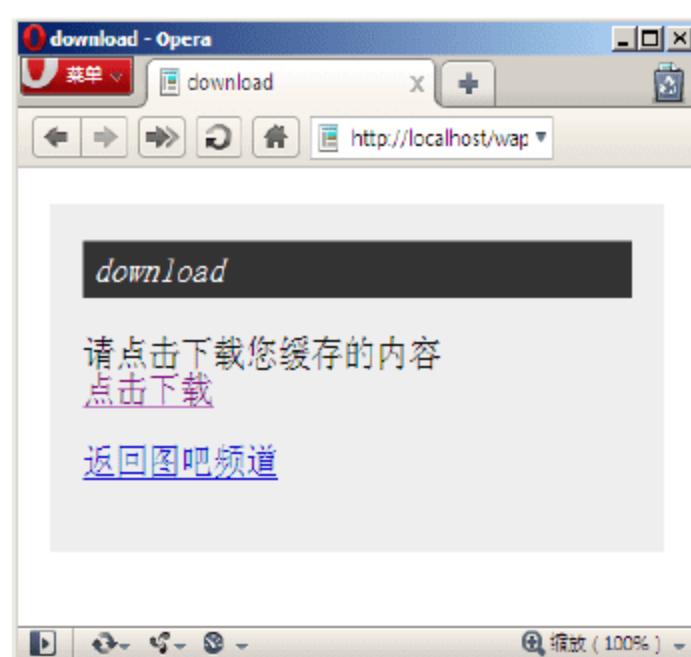 download - Opera
菜单
download
http://localhost/wap
download
请点击下载您缓存的内容
点击下载
返回图吧频道
缩放 (100%)